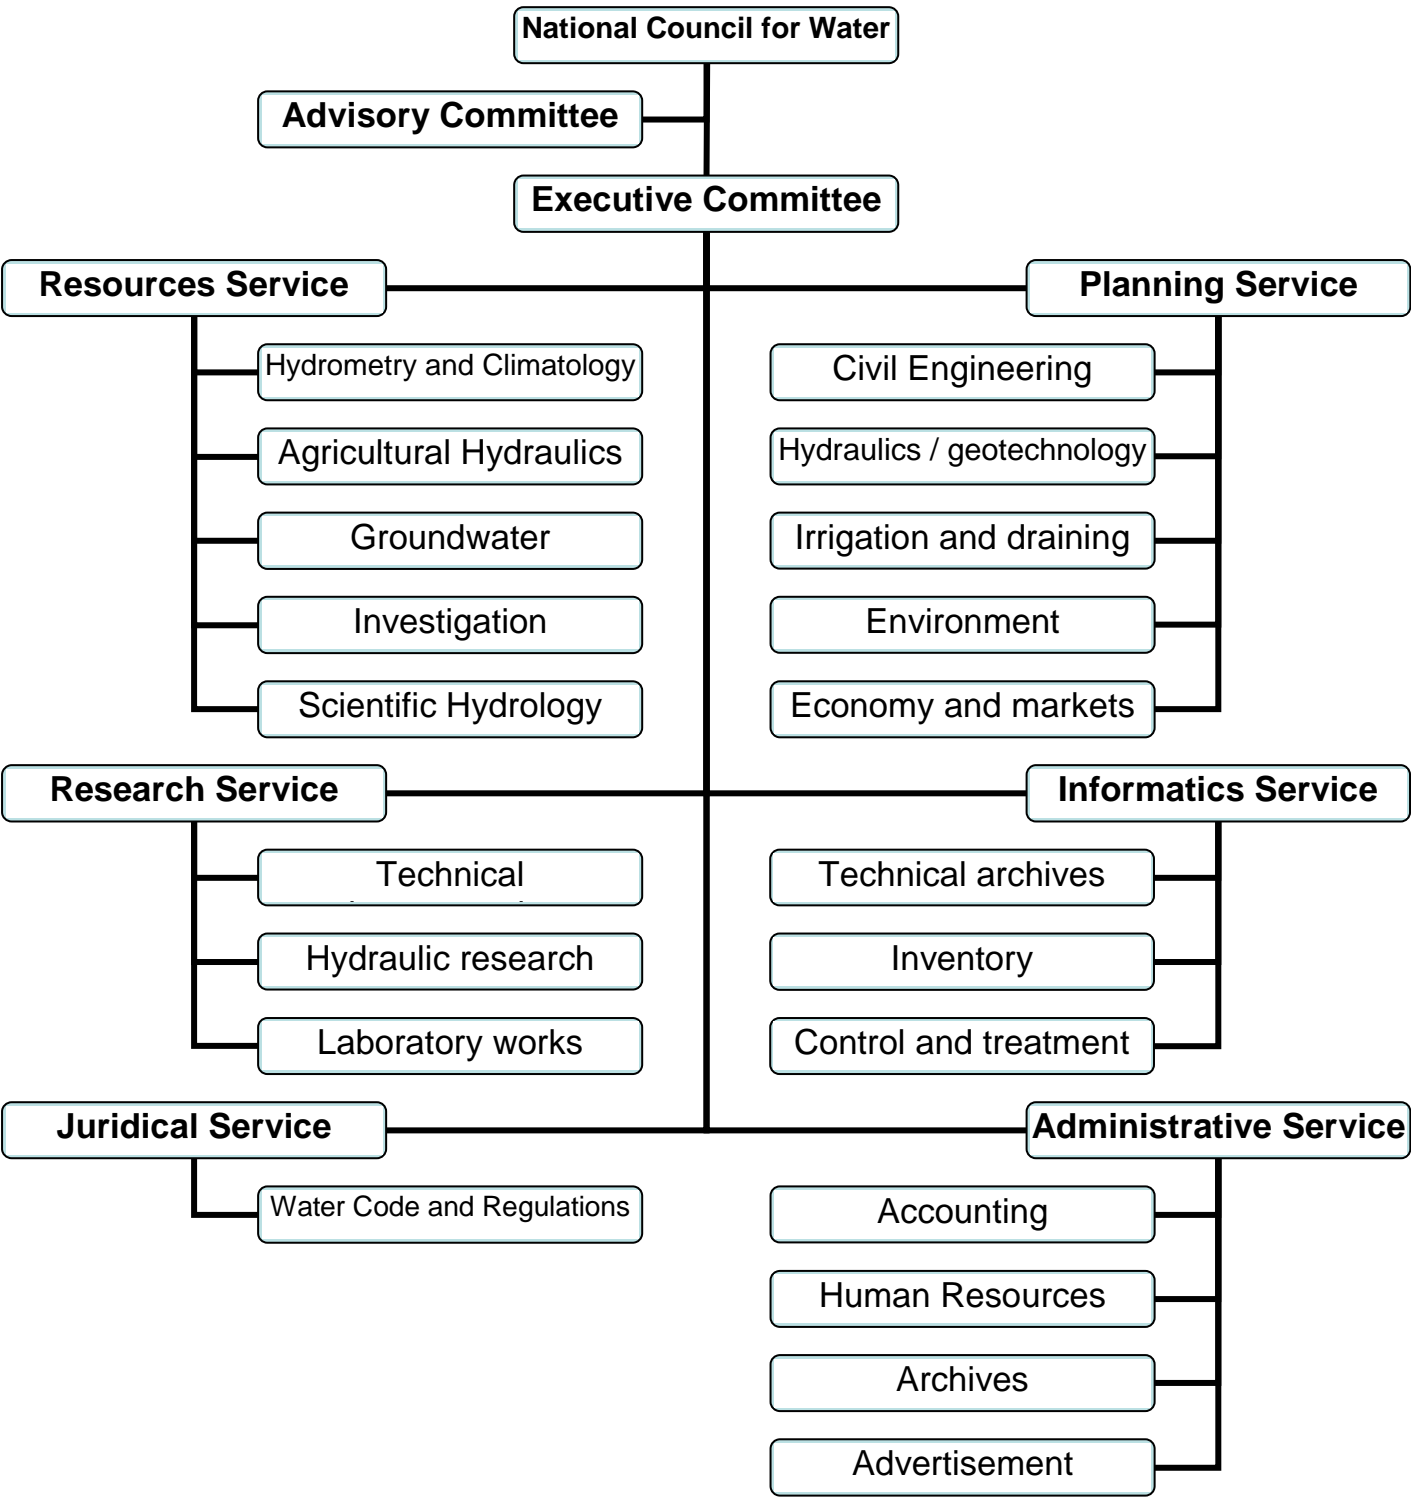 National Council for Water
Advisory Committee
Executive Committee
Resources Service
Hydrometry and Climatology
Agricultural Hydraulics
Groundwater
Investigation
Scientific Hydrology
Planning Service
Civil Engineering
Hydraulics / geotechnology
Irrigation and draining
Environment
Economy and markets
Research Service
Technical
Hydraulic research
Laboratory works
Informatics Service
Technical archives
Inventory
Control and treatment
Juridical Service
Water Code and Regulations
Administrative Service
Accounting
Human Resources
Archives
Advertisement